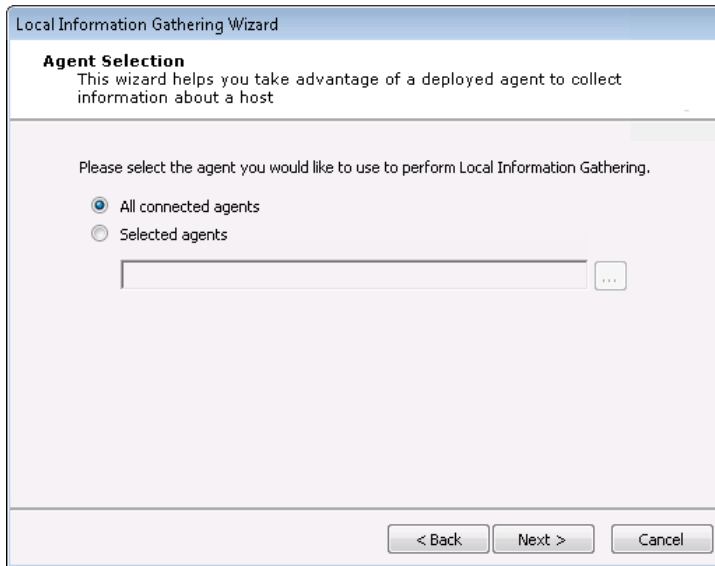 Local Information Gathering Wizard
Agent Selection
This wizard helps you take advantage of a deployed agent to collect
information about a host
Please select the agent you would like to use to perform Local Information Gathering.
All connected agents
Selected agents
...
< Back
Next >
Cancel